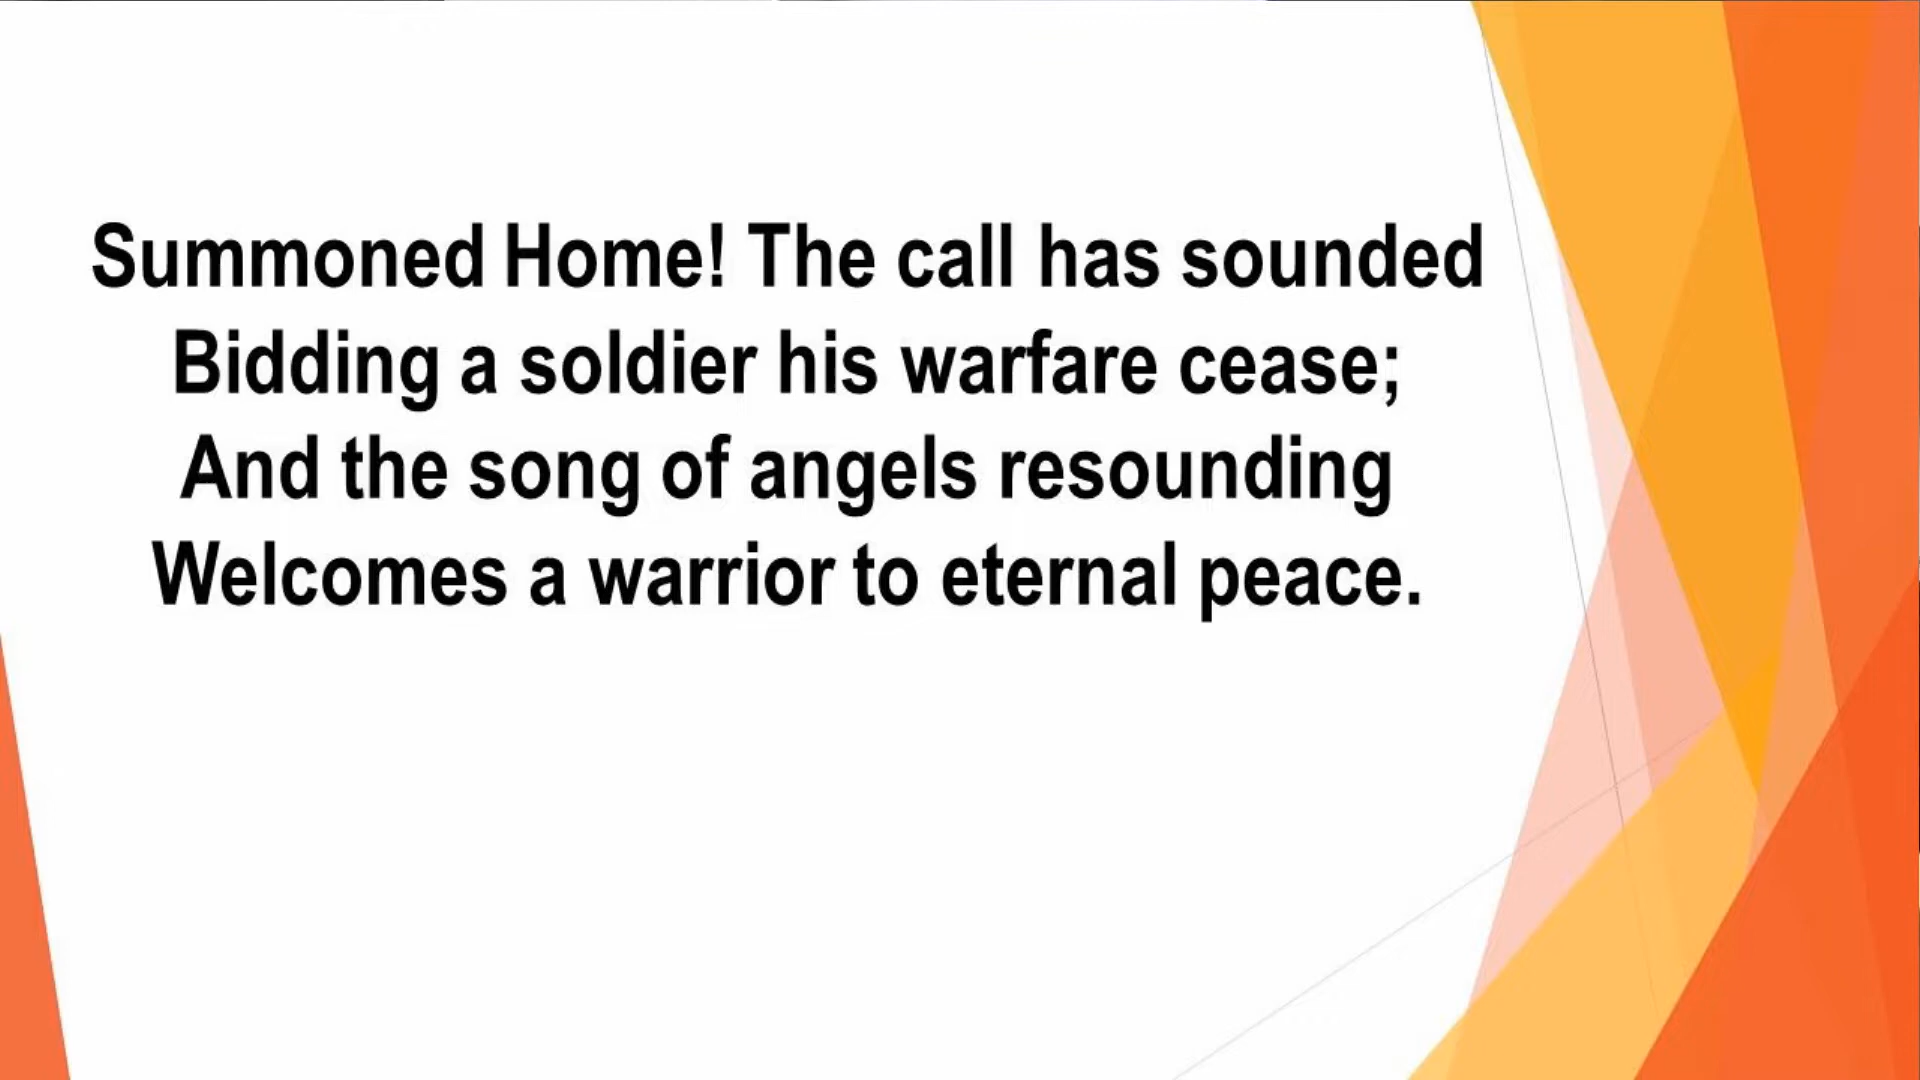 Summoned Home! The call has sounded
Bidding a soldier his warfare cease;
And the song of angels resounding
Welcomes a warrior to eternal peace.